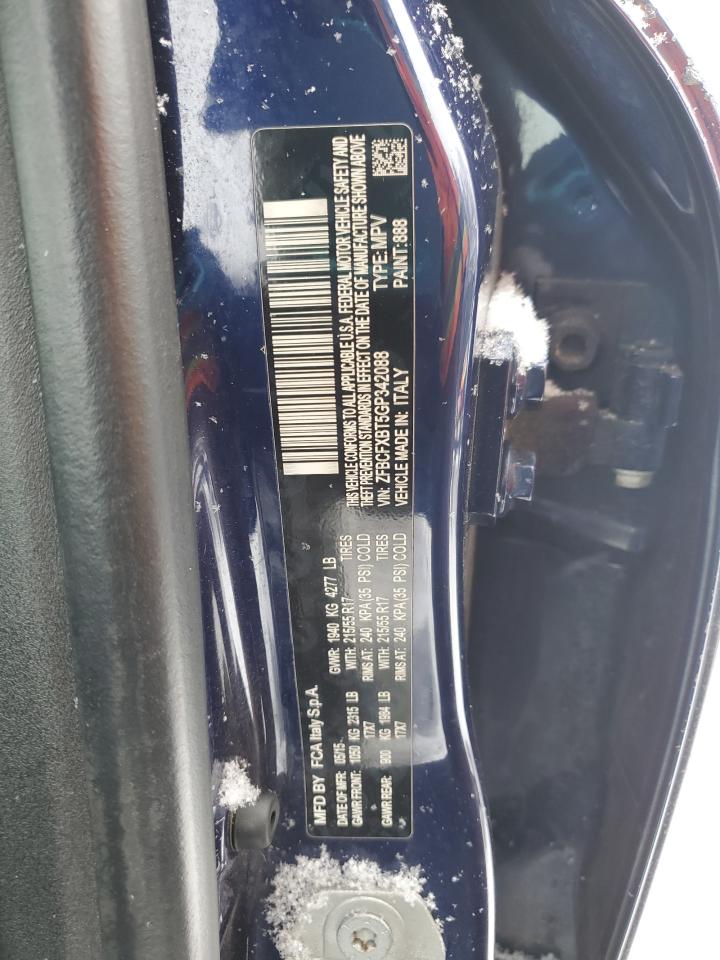 MFD BY FCA Italy S.p.A.
DATE OF MFR: 05/15 GVWR: 1940 KG 4277 LB
GAWR FRONT: 1050 KG 2315 LB WITH: 215/55 R17 TIRES
17X7 RIMS AT: 240 KPA (35 PSI) COLD
GAWR REAR: 900 KG 1984 LB WITH: 215/55 R17 TIRES
17X7 RIMS AT: 240 KPA (35 PSI) COLD
THIS VEHICLE CONFORMS TO ALL APPLICABLE U.S.A. FEDERAL MOTOR VEHICLE SAFETY AND
THEFT PREVENTION STANDARDS IN EFFECT ON THE DATE OF MANUFACTURE SHOWN ABOVE
VIN: ZFBCFXBT5GP342088 TYPE: MPV
VEHICLE MADE IN: ITALY PAINT: 888